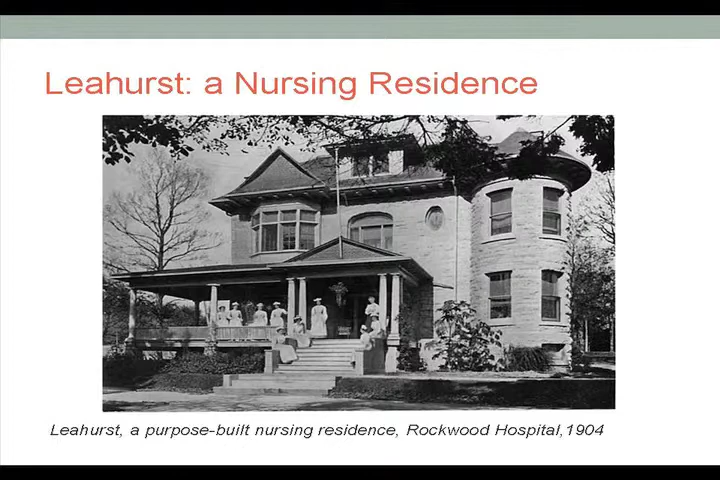 Leahurst: a Nursing Residence
Leahurst, a purpose-built nursing residence, Rockwood Hospital,1904